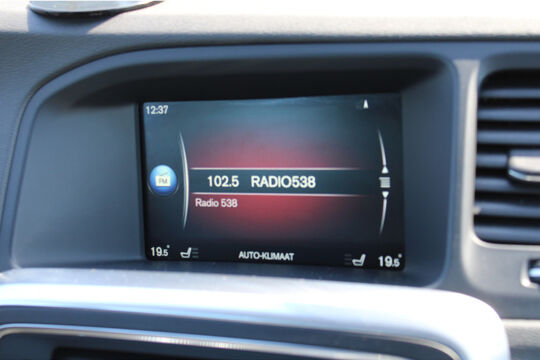 12:37
FM
102.5 RADIO538
Radio 538
19.5° AUTO-KLIMAAT 19.5°